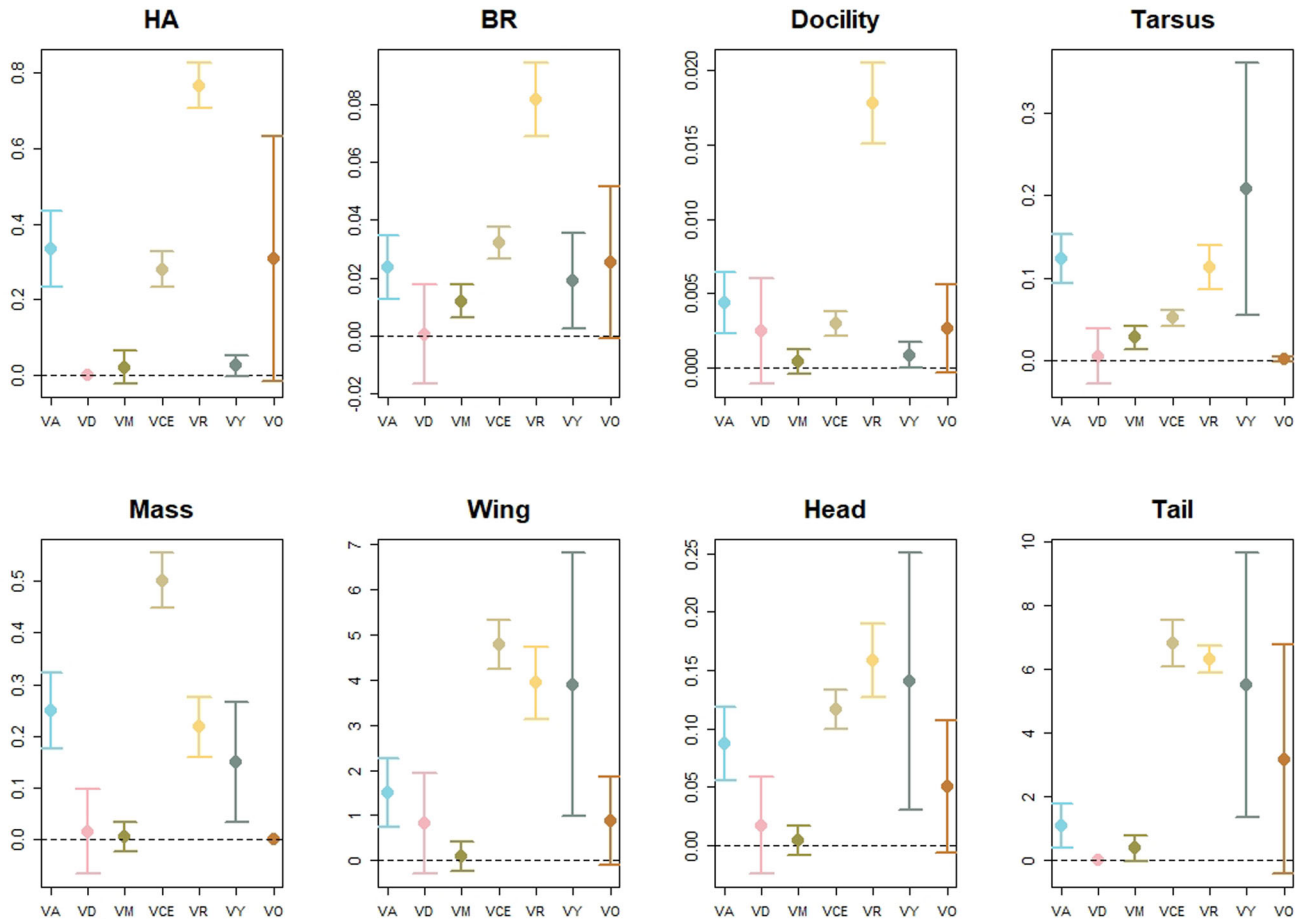 HA
0.8
0.6
0.4
0.2
0.0
VA VD VM VCE VR VY VO
BR
0.08
0.06
0.04
0.02
0.00
-0.02
VA VD VM VCE VR VY VO
Docility
0.020
0.015
0.010
0.005
0.000
VA VD VM VCE VR VY VO
Tarsus
0.3
0.2
0.1
0.0
VA VD VM VCE VR VY VO
Mass
0.5
0.4
0.3
0.2
0.1
0.0
VA VD VM VCE VR VY VO
Wing
7
6
5
4
3
2
1
0
VA VD VM VCE VR VY VO
Head
0.25
0.20
0.15
0.10
0.05
0.00
VA VD VM VCE VR VY VO
Tail
10
8
6
4
2
0
VA VD VM VCE VR VY VO